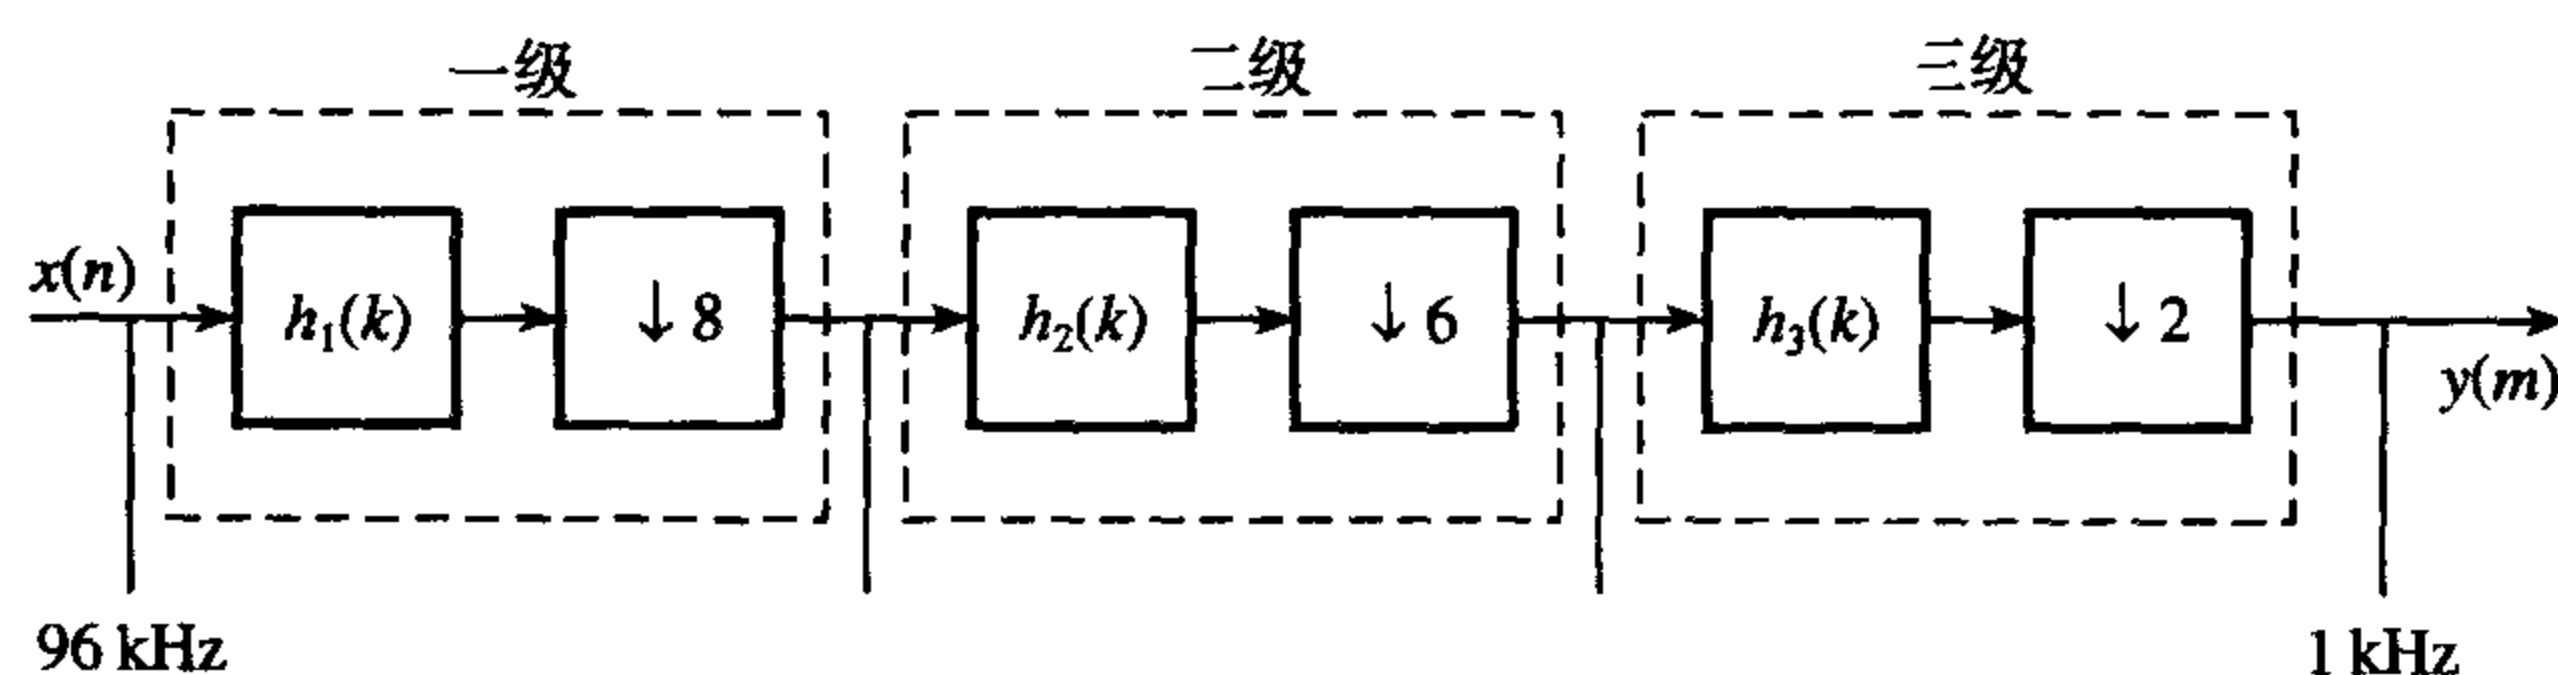 一级 二级 三级
x(n) h₁(k) ↓8 h₂(k) ↓6 h₃(k) ↓2 y(m)
96 kHz 1 kHz